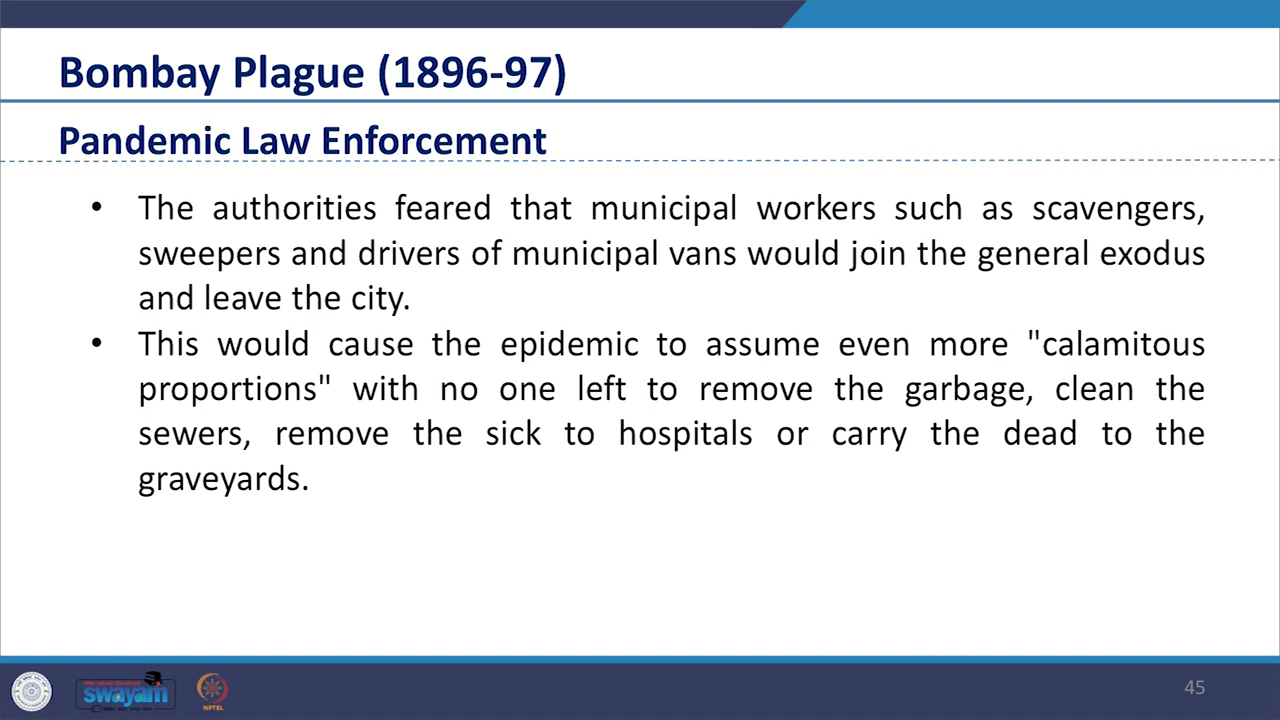 Bombay Plague (1896-97)
Pandemic Law Enforcement
• The authorities feared that municipal workers such as scavengers,
sweepers and drivers of municipal vans would join the general exodus
and leave the city.
• This would cause the epidemic to assume even more "calamitous
proportions" with no one left to remove the garbage, clean the
sewers, remove the sick to hospitals or carry the dead to the
graveyards.
swayam
NPTEL
45